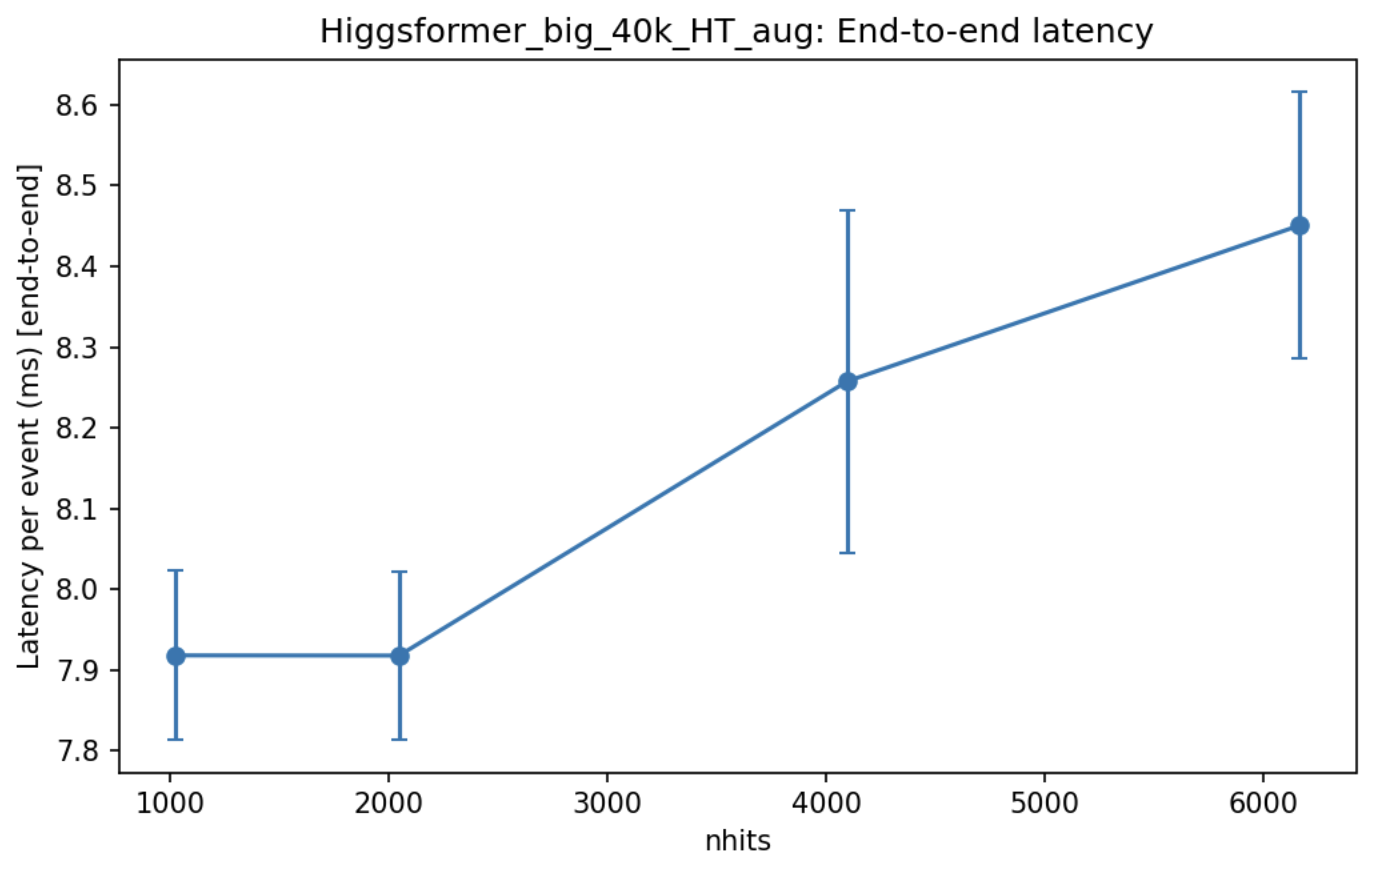 Higgsformer_big_40k_HT_aug: End-to-end latency
Latency per event (ms) [end-to-end]
8.6
8.5
8.4
8.3
8.2
8.1
8.0
7.9
7.8
1000 2000 3000 4000 5000 6000
nhits